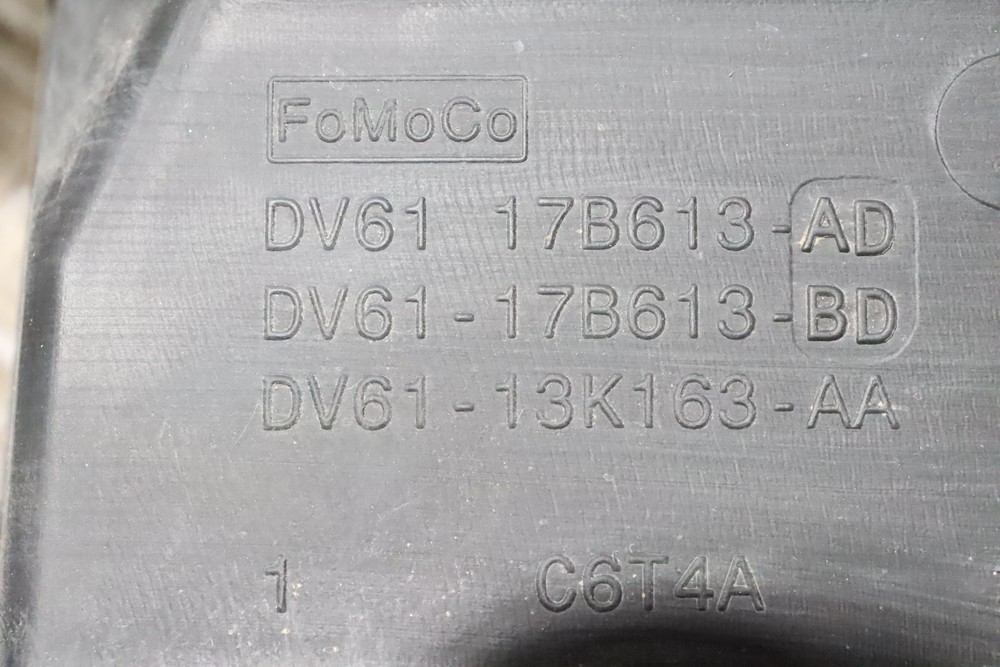 FoMoCo
DV61 17B613-AD
DV61-17B613-BD
DV61-13K163-AA
1 C6T4A